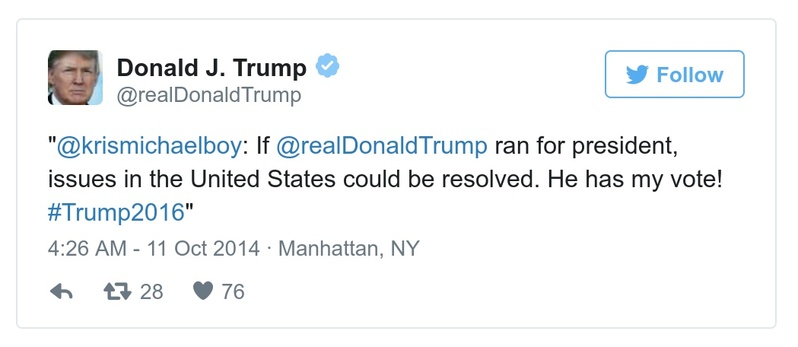 Donald J. Trump
@realDonaldTrump
Follow
"@krismichaelboy: If @realDonaldTrump ran for president,
issues in the United States could be resolved. He has my vote!
#Trump2016"
4:26 AM - 11 Oct 2014 · Manhattan, NY
28 76